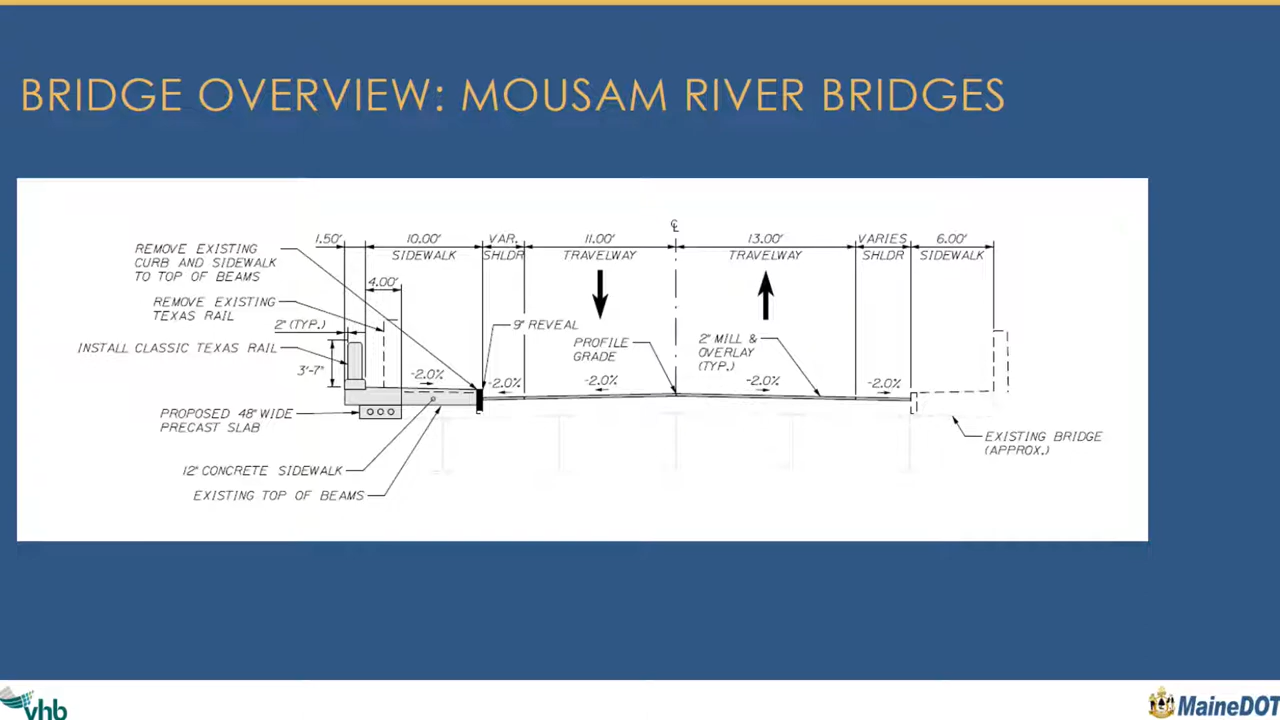 BRIDGE OVERVIEW: MOUSAM RIVER BRIDGES
℄
1.50' 10.00' VAR. 11.00' 13.00' VARIES 6.00'
SIDEWALK SHLDR TRAVELWAY TRAVELWAY SHLDR SIDEWALK
REMOVE EXISTING
CURB AND SIDEWALK
TO TOP OF BEAMS
4.00'
REMOVE EXISTING
TEXAS RAIL
2" (TYP.)
9" REVEAL
INSTALL CLASSIC TEXAS RAIL
3'-7"
PROFILE
GRADE
2" MILL &
OVERLAY
(TYP.)
-2.0% -2.0% -2.0% -2.0% -2.0%
PROPOSED 48" WIDE
PRECAST SLAB
EXISTING BRIDGE
(APPROX.)
12" CONCRETE SIDEWALK
EXISTING TOP OF BEAMS
vhb
MaineDOT